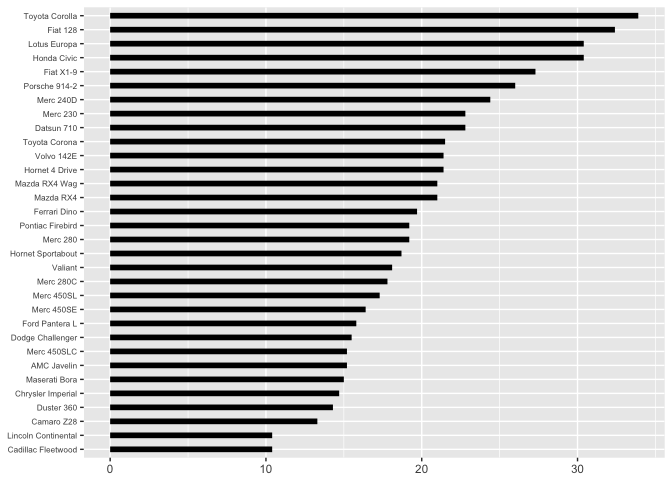 Toyota Corolla
Fiat 128
Lotus Europa
Honda Civic
Fiat X1-9
Porsche 914-2
Merc 240D
Merc 230
Datsun 710
Toyota Corona
Volvo 142E
Hornet 4 Drive
Mazda RX4 Wag
Mazda RX4
Ferrari Dino
Pontiac Firebird
Merc 280
Hornet Sportabout
Valiant
Merc 280C
Merc 450SL
Merc 450SE
Ford Pantera L
Dodge Challenger
Merc 450SLC
AMC Javelin
Maserati Bora
Chrysler Imperial
Duster 360
Camaro Z28
Lincoln Continental
Cadillac Fleetwood
0 10 20 30